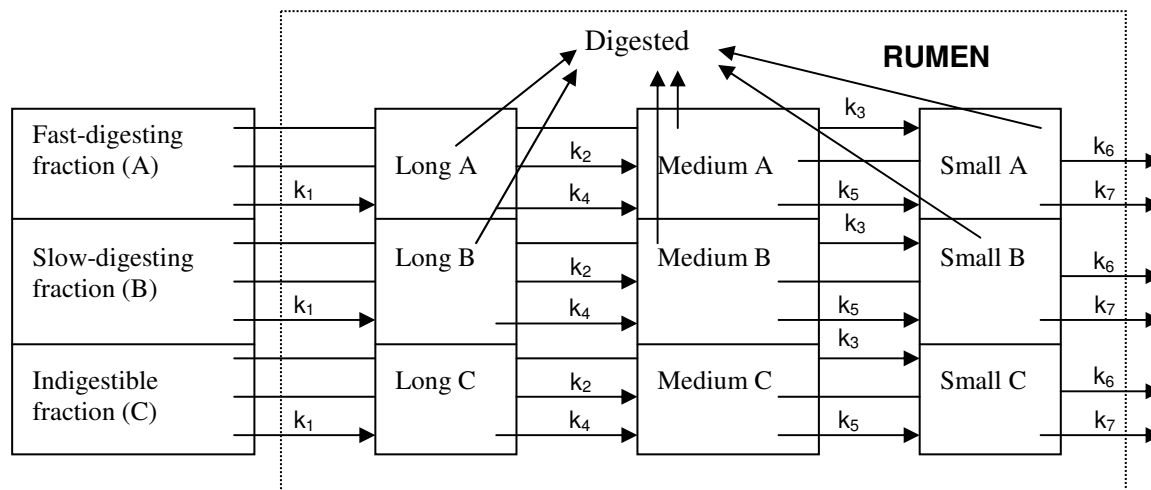 Digested
RUMEN
Fast-digesting
fraction (A)
k1
Long A
k2
k4
Medium A
k3
k5
Small A
k6
k7
Slow-digesting
fraction (B)
k1
Long B
k2
k4
Medium B
k3
k5
Small B
k6
k7
Indigestible
fraction (C)
k1
Long C
k2
k4
Medium C
k3
k5
Small C
k6
k7